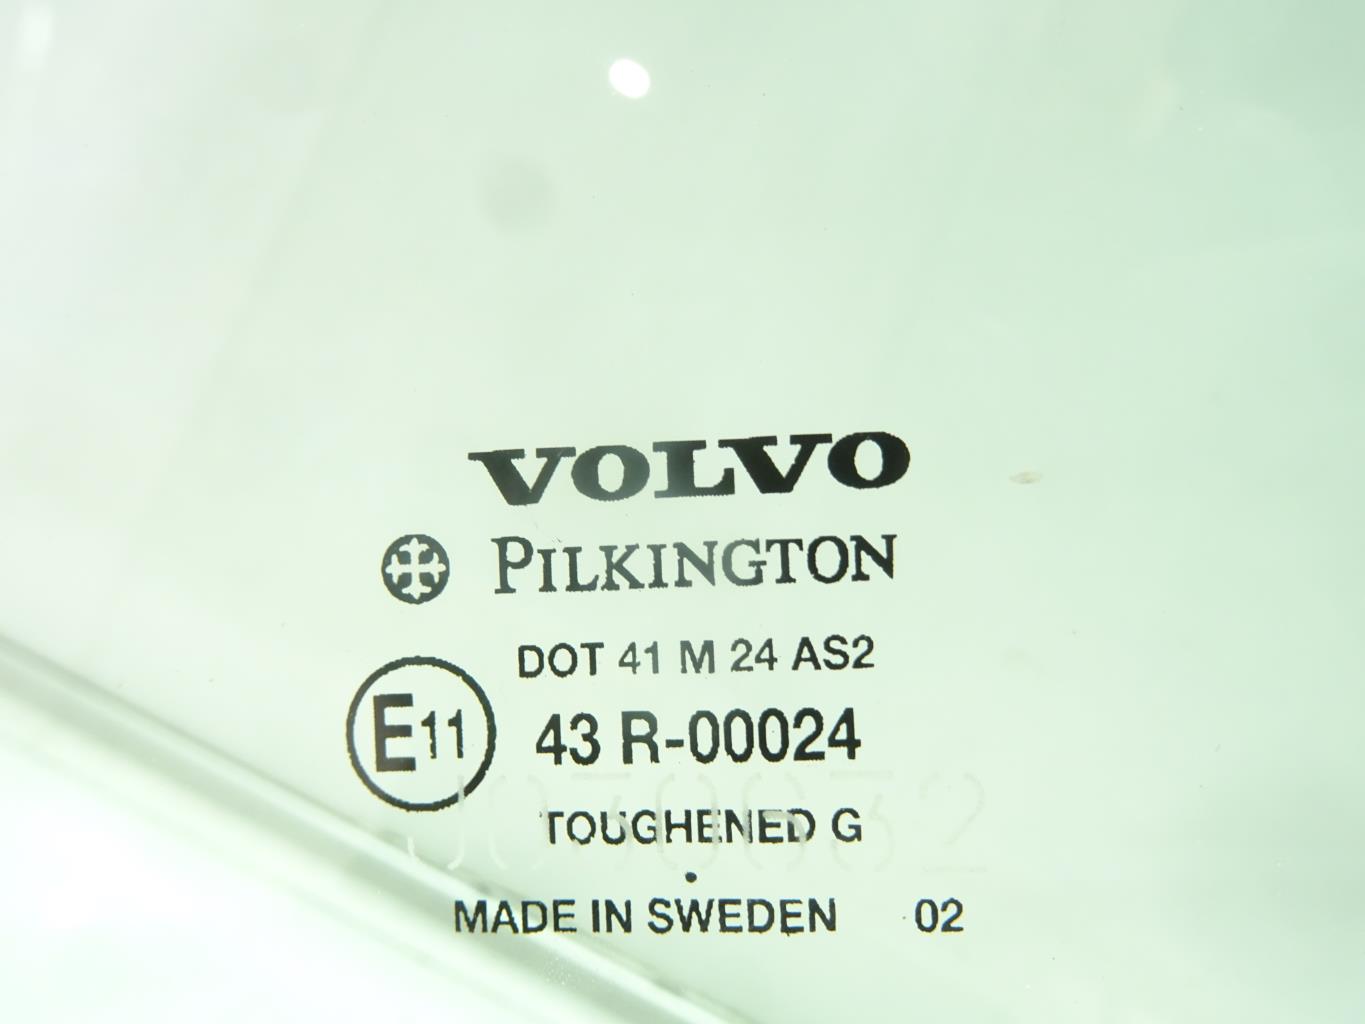 VOLVO
PILKINGTON
DOT 41 M 24 AS2
E11 43 R-00024
TOUGHENED G
MADE IN SWEDEN 02